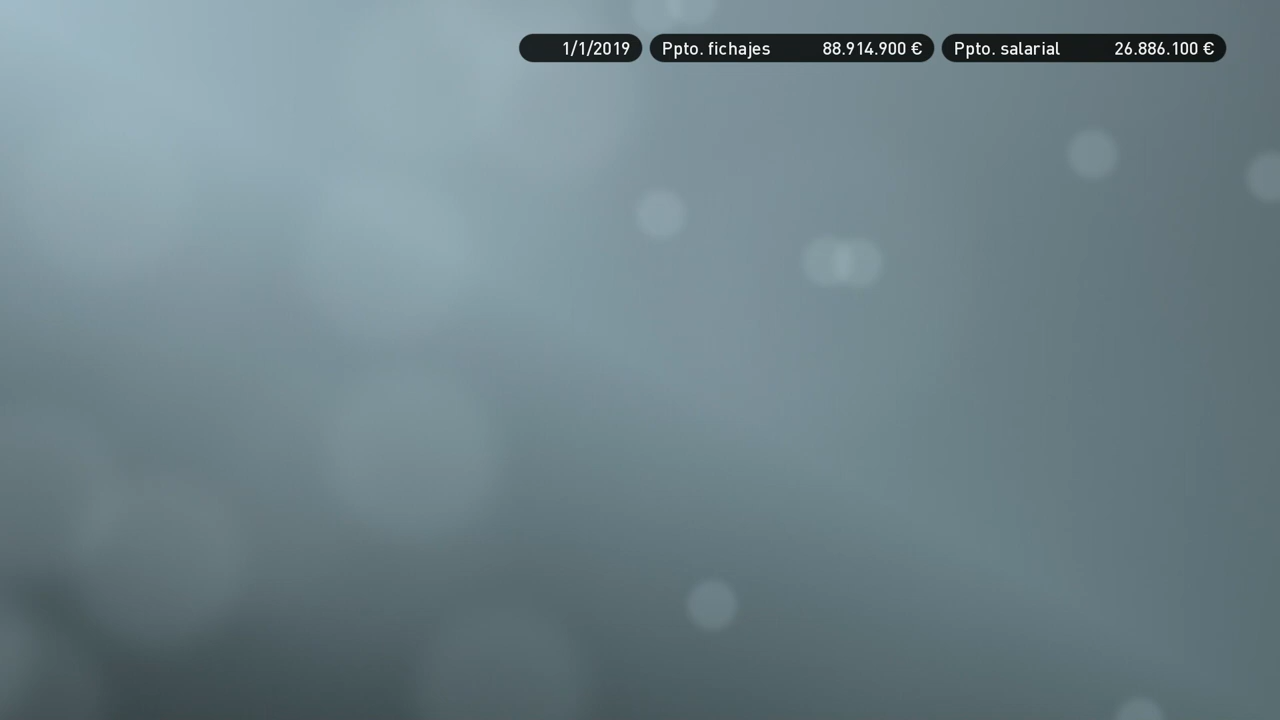 1/1/2019 Ppto. fichajes 88.914.900 € Ppto. salarial 26.886.100 €